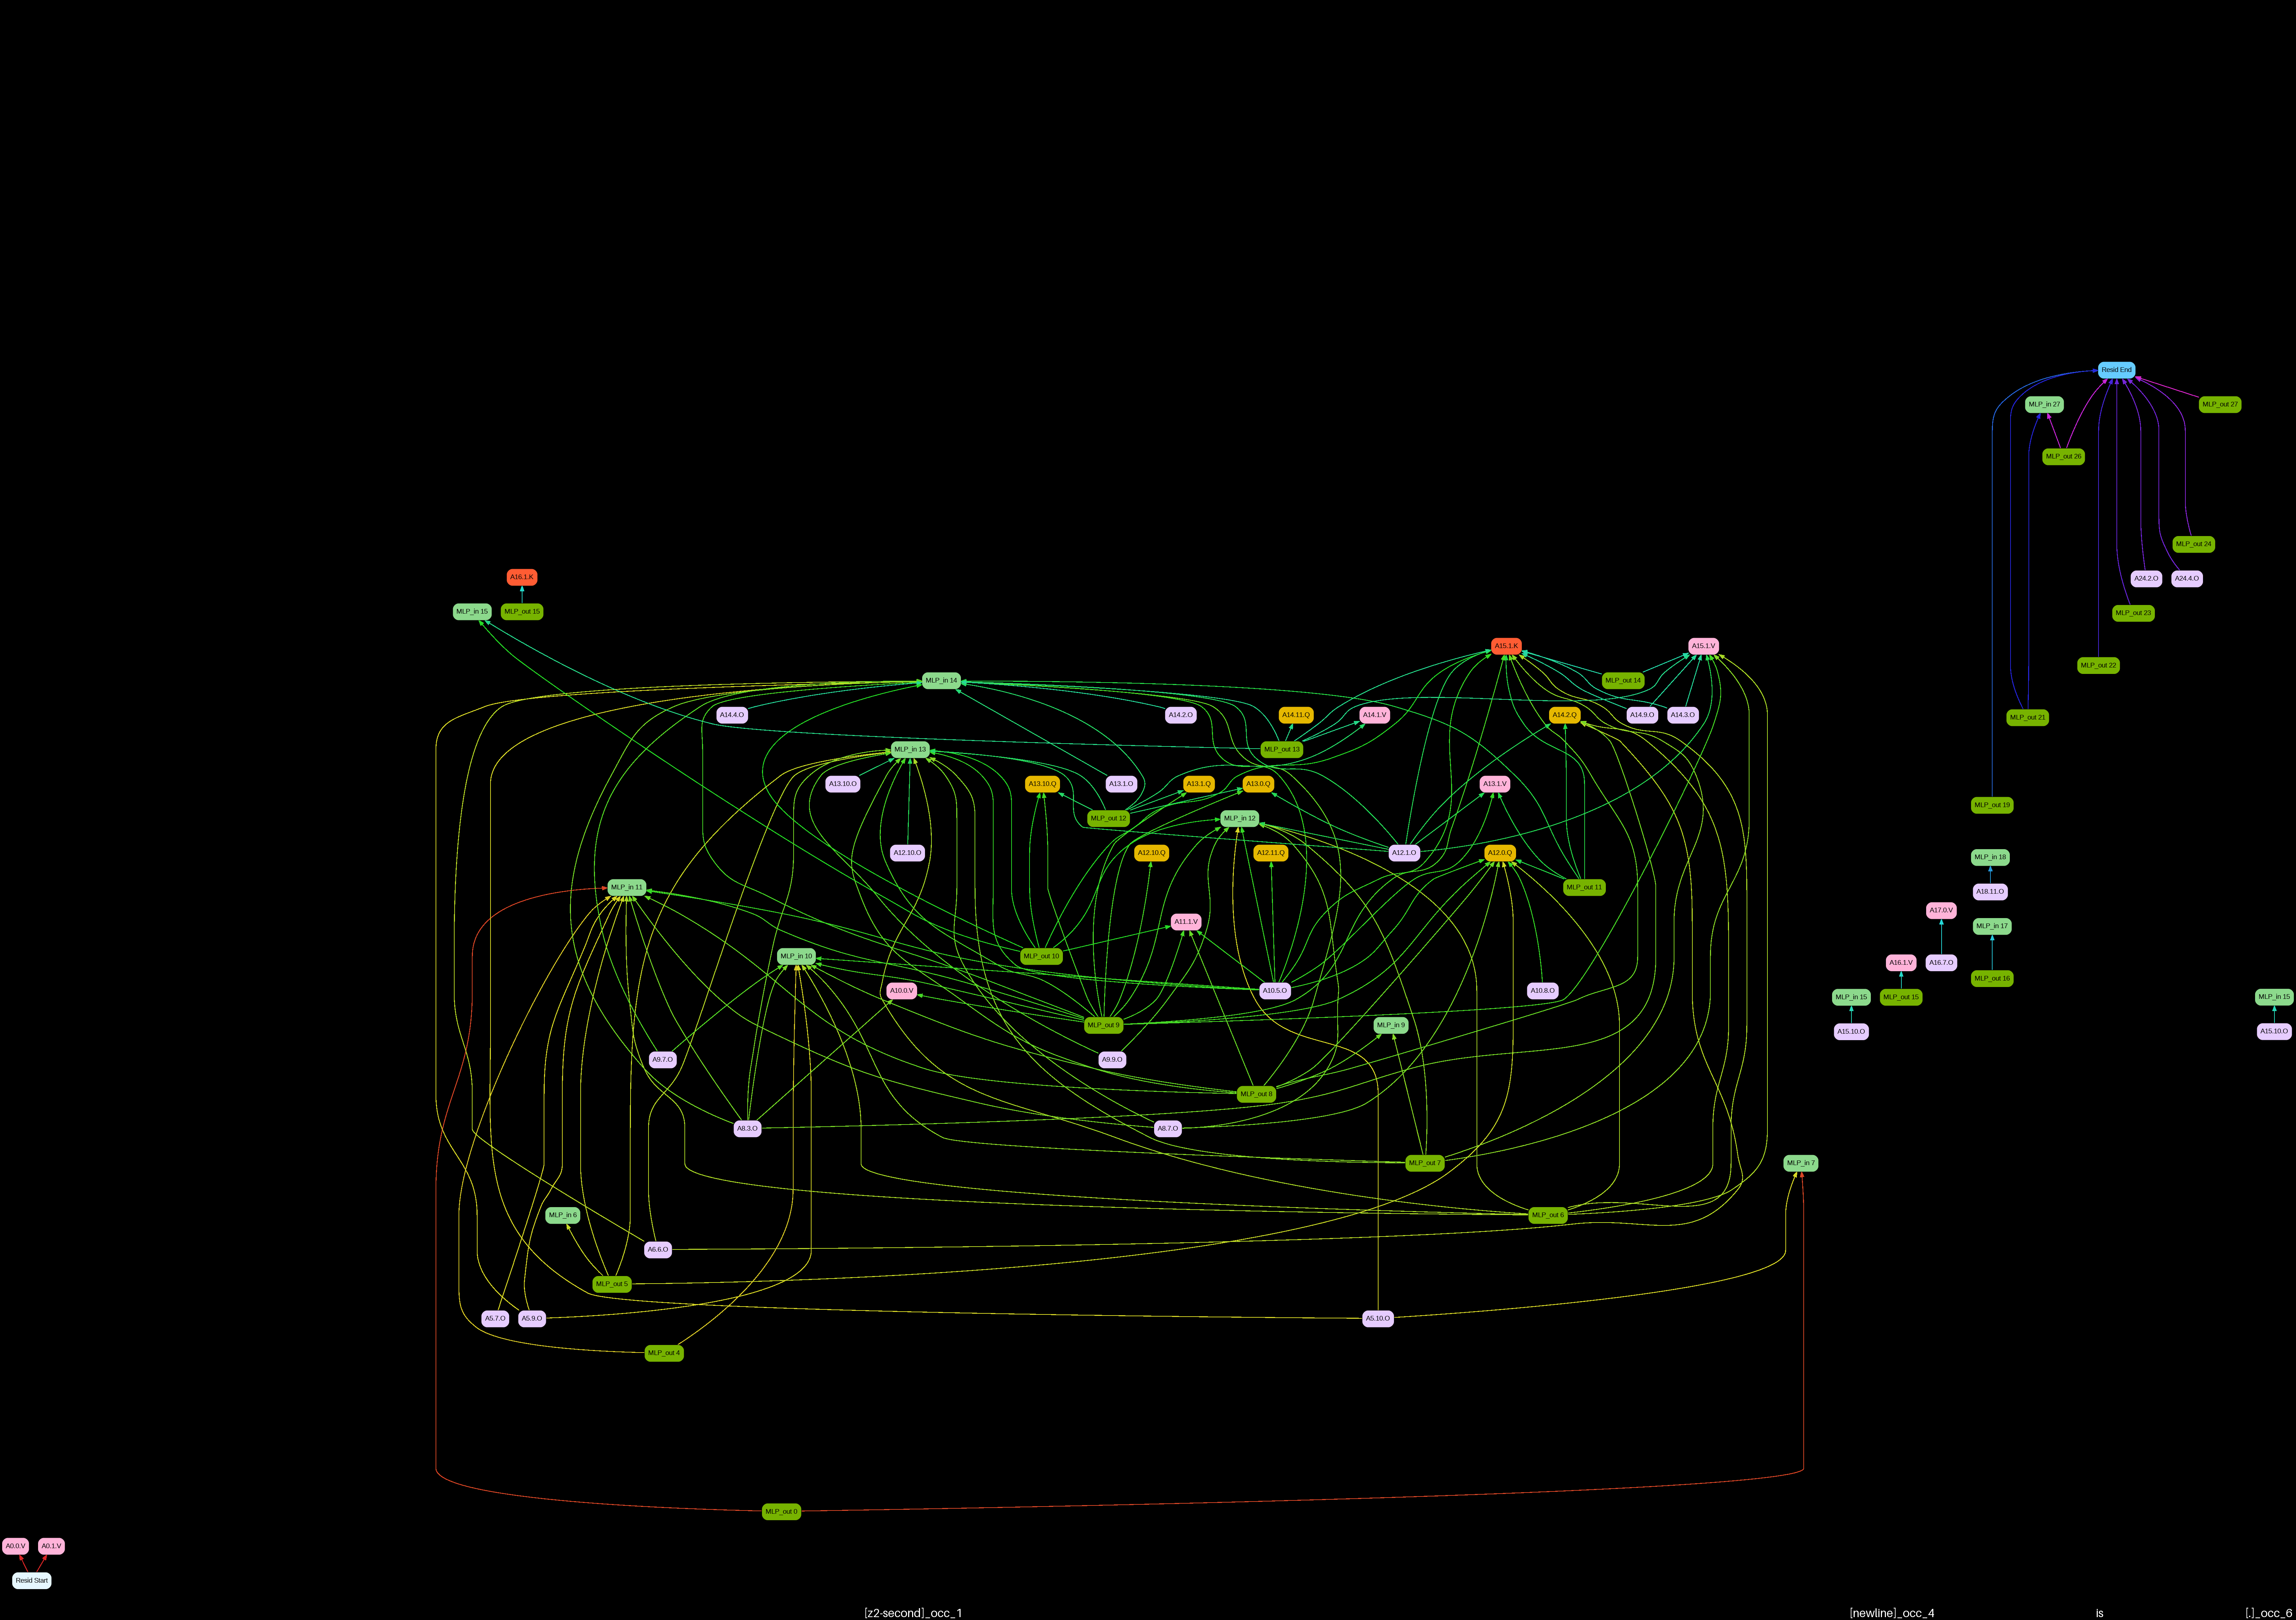 Resid End
MLP_in 27
MLP_out 27
MLP_out 26
MLP_out 24
A16.1.K
A24.2.O
A24.4.O
MLP_in 15
MLP_out 15
MLP_out 23
A15.1.K
A15.1.V
MLP_out 22
MLP_in 14
MLP_out 14
A14.4.O
A14.2.O
A14.11.Q
A14.1.V
A14.2.Q
A14.9.O
A14.3.O
MLP_out 21
MLP_in 13
MLP_out 13
A13.10.O
A13.10.Q
A13.1.O
A13.1.Q
A13.0.Q
A13.1.V
MLP_out 19
MLP_out 12
MLP_in 12
A12.10.O
A12.10.Q
A12.11.Q
A12.1.O
A12.0.Q
MLP_in 18
MLP_in 11
MLP_out 11
A18.11.O
A11.1.V
A17.0.V
MLP_in 17
MLP_in 10
MLP_out 10
A16.1.V
A16.7.O
MLP_out 16
A10.0.V
A10.5.O
A10.8.O
MLP_in 15
MLP_out 15
MLP_in 15
MLP_out 9
MLP_in 9
A15.10.O
A15.10.O
A9.7.O
A9.9.O
MLP_out 8
A8.3.O
A8.7.O
MLP_out 7
MLP_in 7
MLP_in 6
MLP_out 6
A6.6.O
MLP_out 5
A5.7.O
A5.9.O
A5.10.O
MLP_out 4
MLP_out 0
A0.0.V
A0.1.V
Resid Start
[z2-second]_occ_1
[newline]_occ_4
is
[.]_occ_6